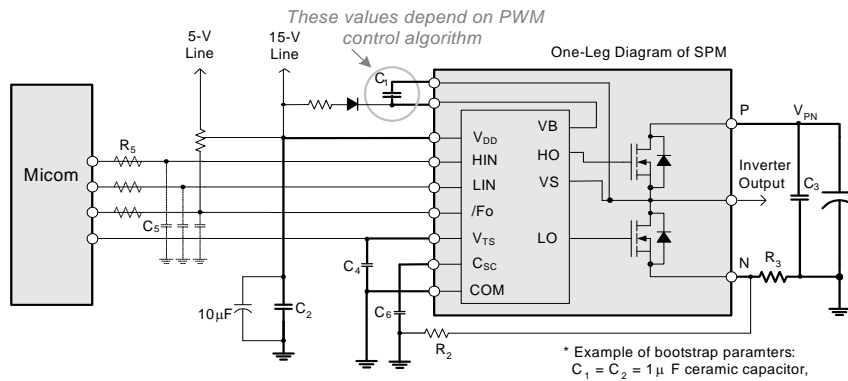 These values depend on PWM
control algorithm
5-V
Line
15-V
Line
One-Leg Diagram of SPM
C1
P
VPN
VB
VDD
R5
HIN
HO
Micom
LIN
VS
Inverter
Output
C3
/Fo
C5
VTS
LO
C4
CSC
N
R3
COM
10μF
C2
C6
R2
* Example of bootstrap paramters:
C1 = C2 = 1μ F ceramic capacitor,